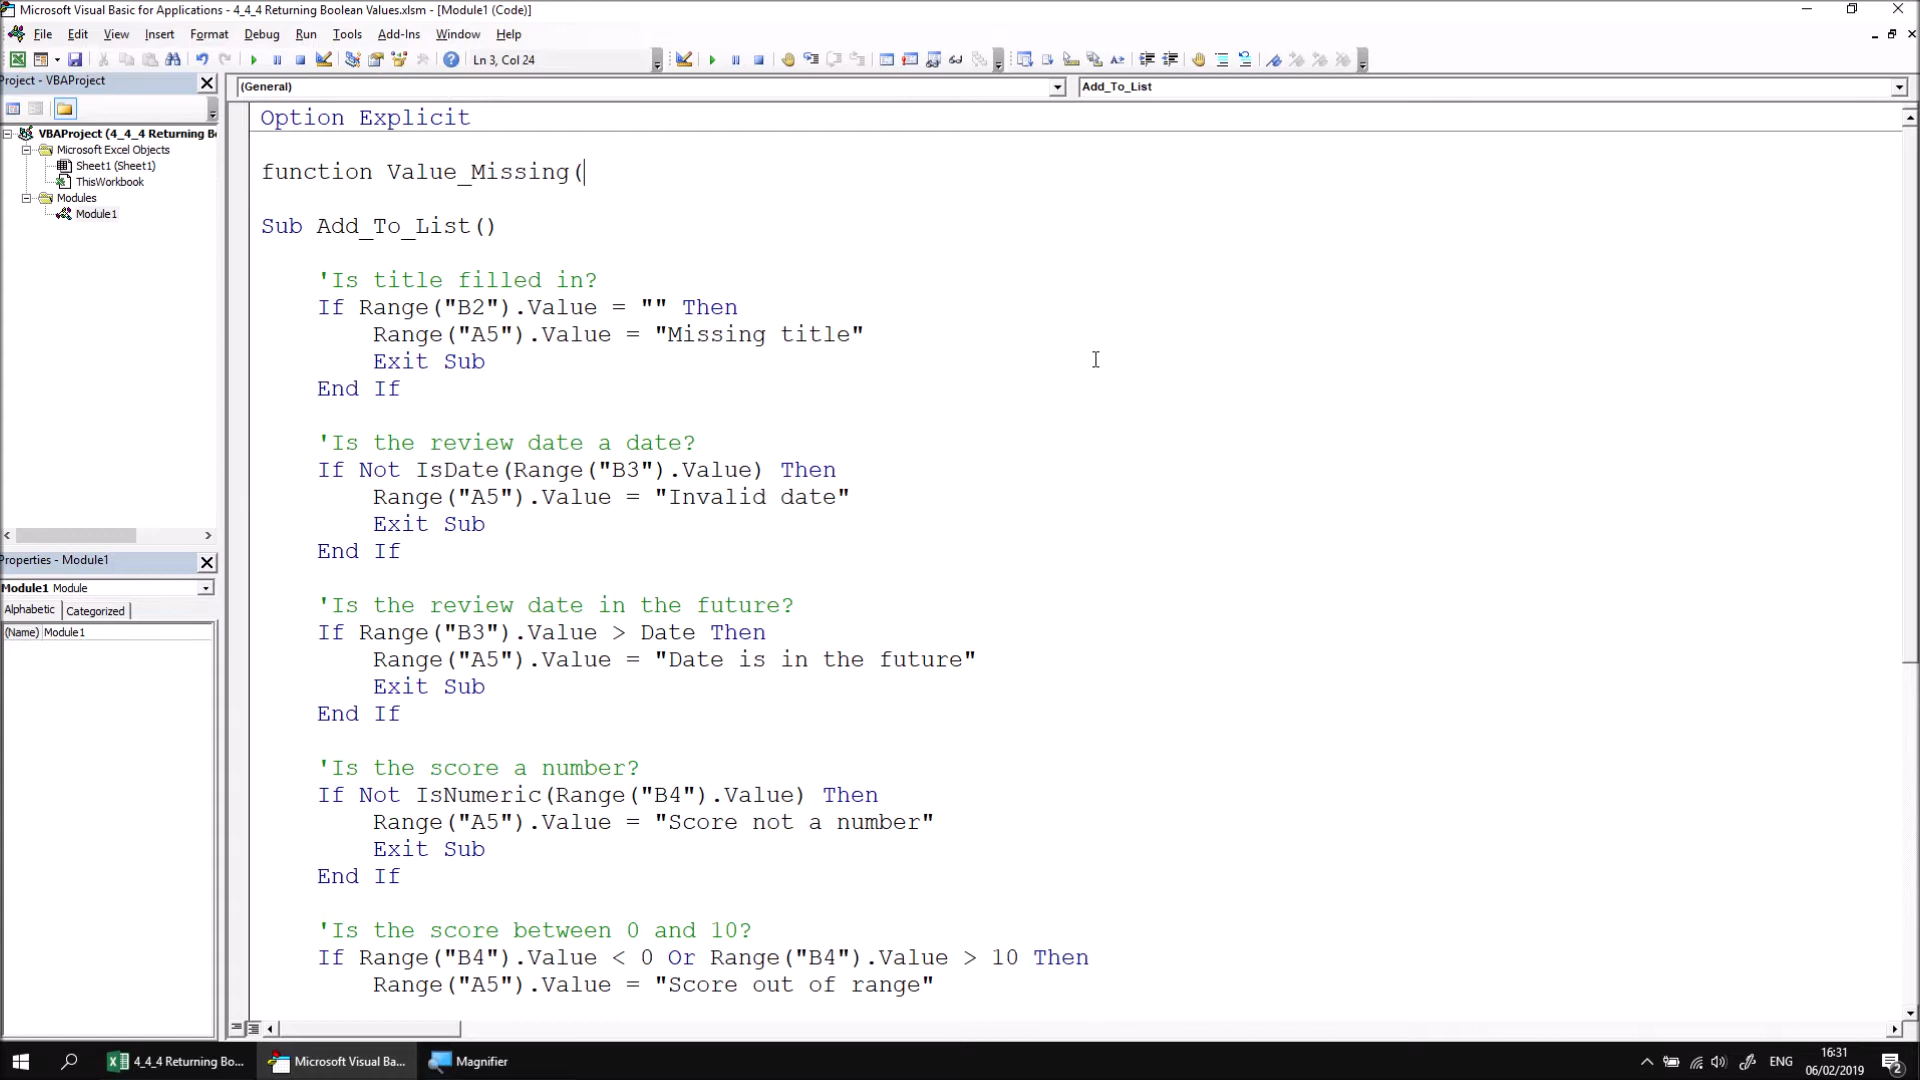 Microsoft Visual Basic for Applications - 4_4_4 Returning Boolean Values.xlsm - [Module1 (Code)]
File Edit View Insert Format Debug Run Tools Add-Ins Window Help
Ln 3, Col 24
Project - VBAProject
(General)
Add_To_List
VBAProject (4_4_4 Returning Bo
Microsoft Excel Objects
Sheet1 (Sheet1)
ThisWorkbook
Modules
Module1
Properties - Module1
Module1 Module
Alphabetic Categorized
(Name) Module1
Option Explicit
function Value_Missing(
Sub Add_To_List()
'Is title filled in?
If Range("B2").Value = "" Then
Range("A5").Value = "Missing title"
Exit Sub
End If
'Is the review date a date?
If Not IsDate(Range("B3").Value) Then
Range("A5").Value = "Invalid date"
Exit Sub
End If
'Is the review date in the future?
If Range("B3").Value > Date Then
Range("A5").Value = "Date is in the future"
Exit Sub
End If
'Is the score a number?
If Not IsNumeric(Range("B4").Value) Then
Range("A5").Value = "Score not a number"
Exit Sub
End If
'Is the score between 0 and 10?
If Range("B4").Value < 0 Or Range("B4").Value > 10 Then
Range("A5").Value = "Score out of range"
4_4_4 Returning Bo...
Microsoft Visual Ba...
Magnifier
ENG
16:31
06/02/2019
2